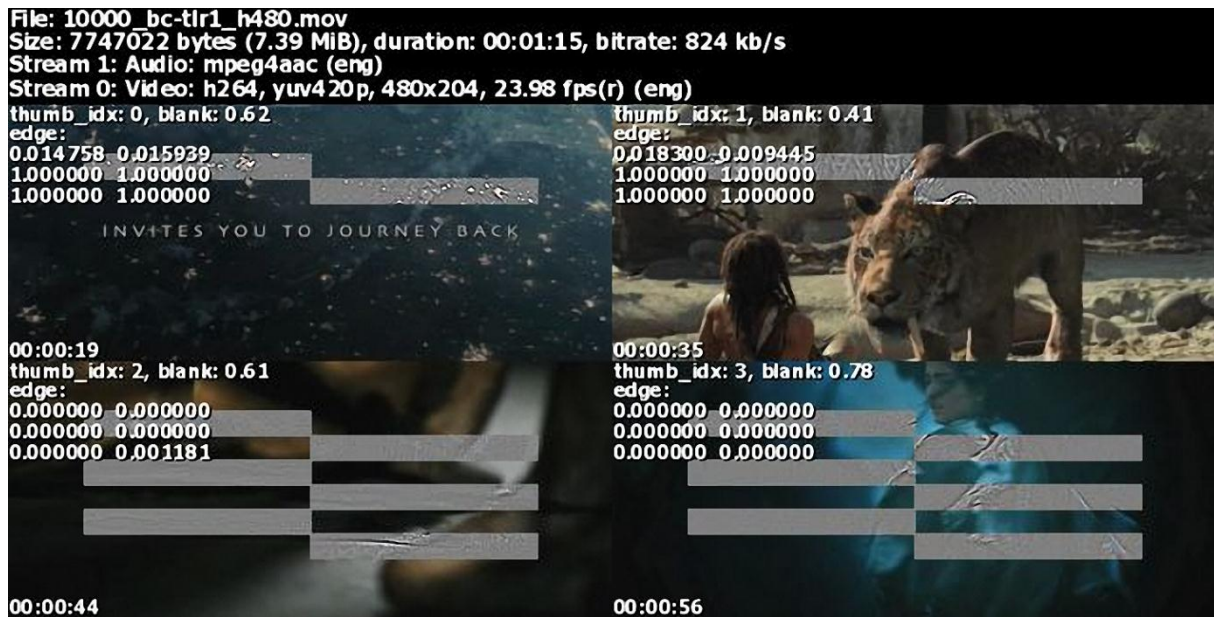 File: 10000_bc-tlr1_h480.mov
Size: 7747022 bytes (7.39 MiB), duration: 00:01:15, bitrate: 824 kb/s
Stream 1: Audio: mpeg4aac (eng)
Stream 0: Video: h264, yuv420p, 480x204, 23.98 fps(r) (eng)
thumb_idx: 0, blank: 0.62
edge:
0.014758 0.015939
1.000000 1.000000
1.000000 1.000000
INVITES YOU TO JOURNEY BACK
00:00:19
thumb_idx: 1, blank: 0.41
edge:
0.018300 0.009445
1.000000 1.000000
1.000000 1.000000
00:00:35
thumb_idx: 2, blank: 0.61
edge:
0.000000 0.000000
0.000000 0.000000
0.000000 0.001181
00:00:44
thumb_idx: 3, blank: 0.78
edge:
0.000000 0.000000
0.000000 0.000000
0.000000 0.000000
00:00:56